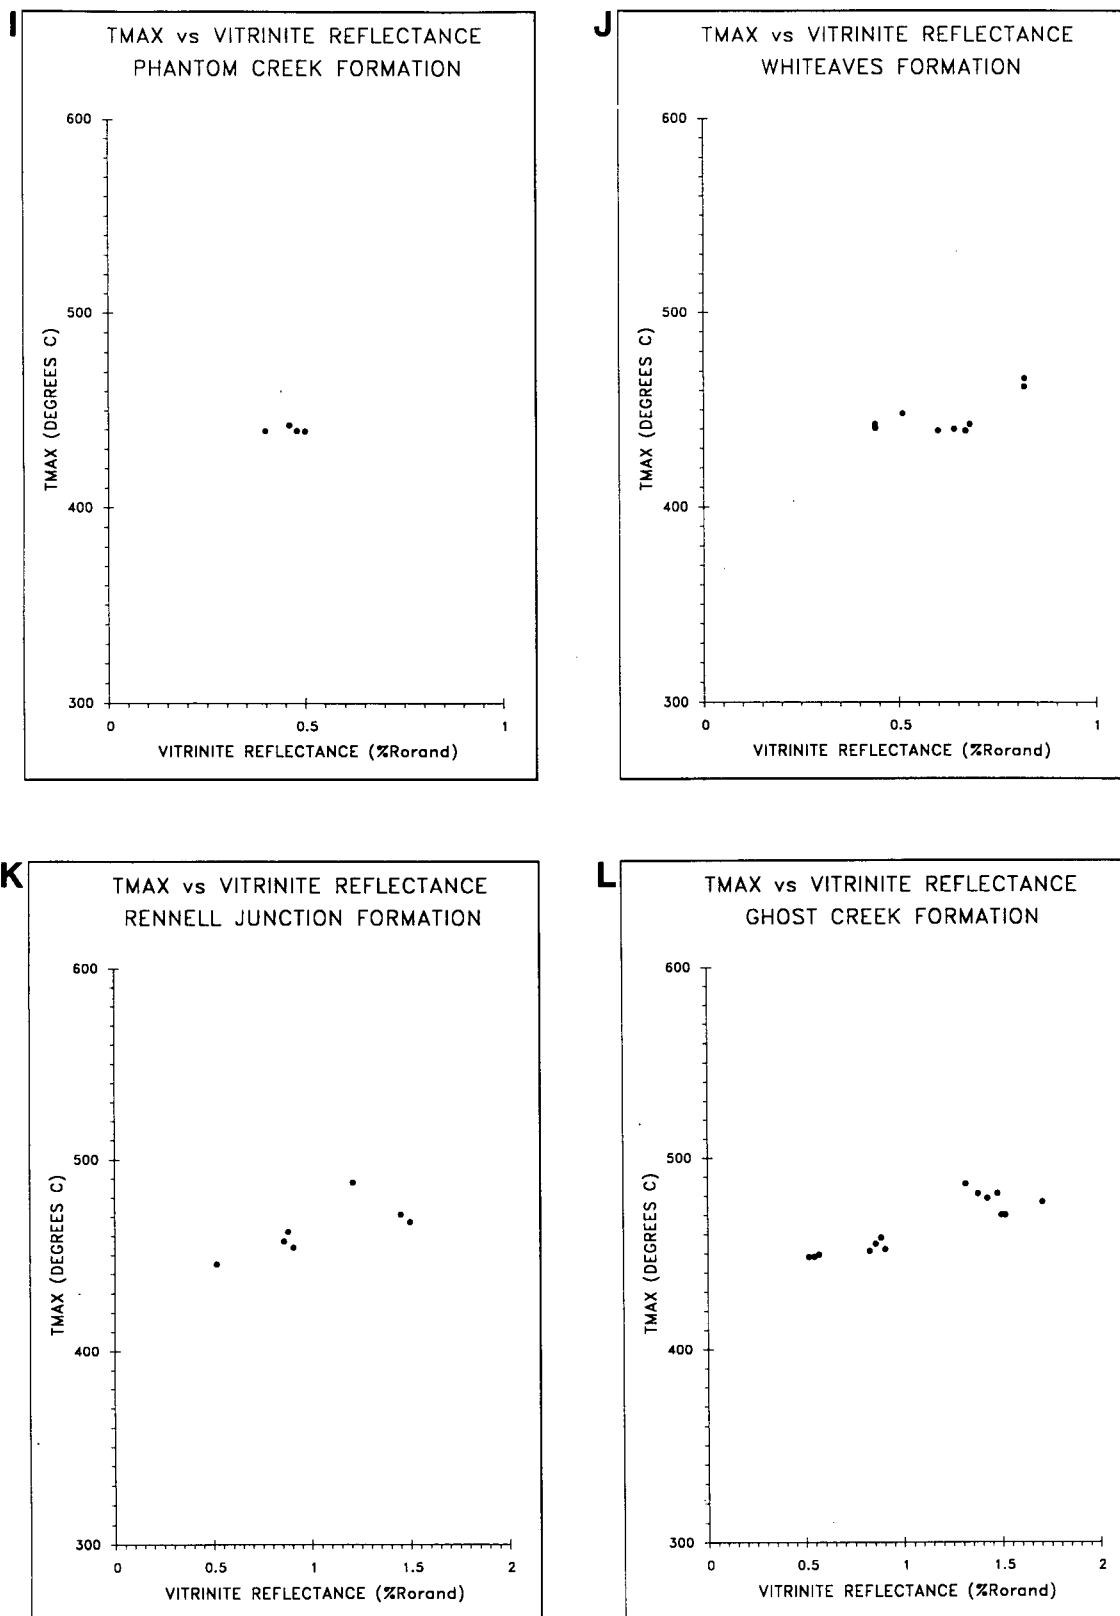 I
TMAX vs VITRINITE REFLECTANCE
PHANTOM CREEK FORMATION
600
500
400
300
TMAX (DEGREES C)
0 0.5 1
VITRINITE REFLECTANCE (%Rorand)
J
TMAX vs VITRINITE REFLECTANCE
WHITEAVES FORMATION
600
500
400
300
TMAX (DEGREES C)
0 0.5 1
VITRINITE REFLECTANCE (%Rorand)
K
TMAX vs VITRINITE REFLECTANCE
RENNELL JUNCTION FORMATION
600
500
400
300
TMAX (DEGREES C)
0 0.5 1 1.5 2
VITRINITE REFLECTANCE (%Rorand)
L
TMAX vs VITRINITE REFLECTANCE
GHOST CREEK FORMATION
600
500
400
300
TMAX (DEGREES C)
0 0.5 1 1.5 2
VITRINITE REFLECTANCE (%Rorand)